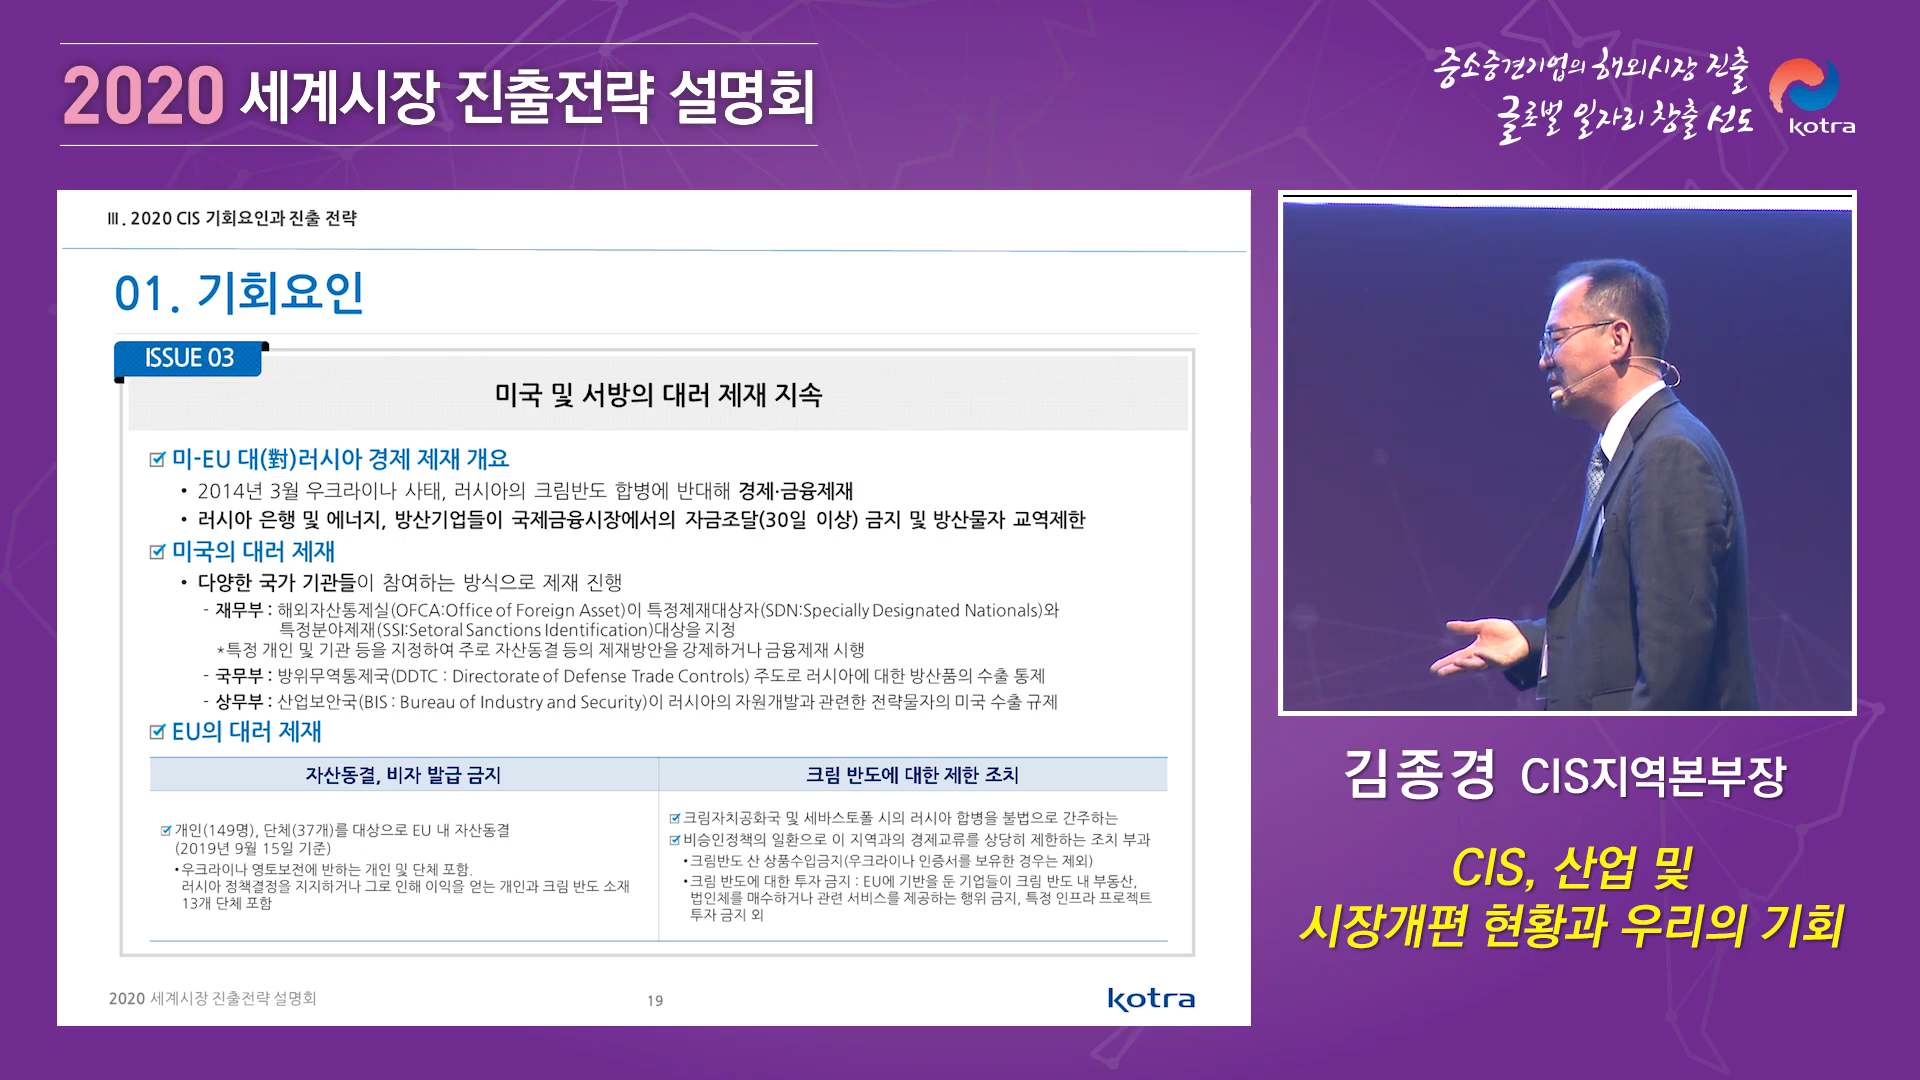 2020 세계시장 진출전략 설명회
중소중견기업의 해외시장 진출
글로벌 일자리 창출 선도
kotra
Ⅲ. 2020 CIS 기회요인과 진출 전략
01. 기회요인
ISSUE 03
미국 및 서방의 대러 제재 지속
미-EU 대(對)러시아 경제 제재 개요
• 2014년 3월 우크라이나 사태, 러시아의 크림반도 합병에 반대해 경제·금융제재
• 러시아 은행 및 에너지, 방산기업들이 국제금융시장에서의 자금조달(30일 이상) 금지 및 방산물자 교역제한
미국의 대러 제재
• 다양한 국가 기관들이 참여하는 방식으로 제재 진행
- 재무부 : 해외자산통제실(OFCA:Office of Foreign Asset)이 특정제재대상자(SDN:Specially Designated Nationals)와
특정분야제재(SSI:Setoral Sanctions Identification)대상을 지정
*특정 개인 및 기관 등을 지정하여 주로 자산동결 등의 제재방안을 강제하거나 금융제재 시행
- 국무부 : 방위무역통제국(DDTC : Directorate of Defense Trade Controls) 주도로 러시아에 대한 방산품의 수출 통제
- 상무부 : 산업보안국(BIS : Bureau of Industry and Security)이 러시아의 자원개발과 관련한 전략물자의 미국 수출 규제
EU의 대러 제재
자산동결, 비자 발급 금지
개인(149명), 단체(37개)를 대상으로 EU 내 자산동결
(2019년 9월 15일 기준)
• 우크라이나 영토보전에 반하는 개인 및 단체 포함.
러시아 정책결정을 지지하거나 그로 인해 이익을 얻는 개인과 크림 반도 소재
13개 단체 포함
크림 반도에 대한 제한 조치
크림자치공화국 및 세바스토폴 시의 러시아 합병을 불법으로 간주하는
비승인정책의 일환으로 이 지역과의 경제교류를 상당히 제한하는 조치 부과
• 크림반도 산 상품수입금지(우크라이나 인증서를 보유한 경우는 제외)
• 크림 반도에 대한 투자 금지 : EU에 기반을 둔 기업들이 크림 반도 내 부동산,
법인체를 매수하거나 관련 서비스를 제공하는 행위 금지, 특정 인프라 프로젝트
투자 금지 외
2020 세계시장 진출전략 설명회
19
kotra
김종경 CIS지역본부장
CIS, 산업 및
시장개편 현황과 우리의 기회